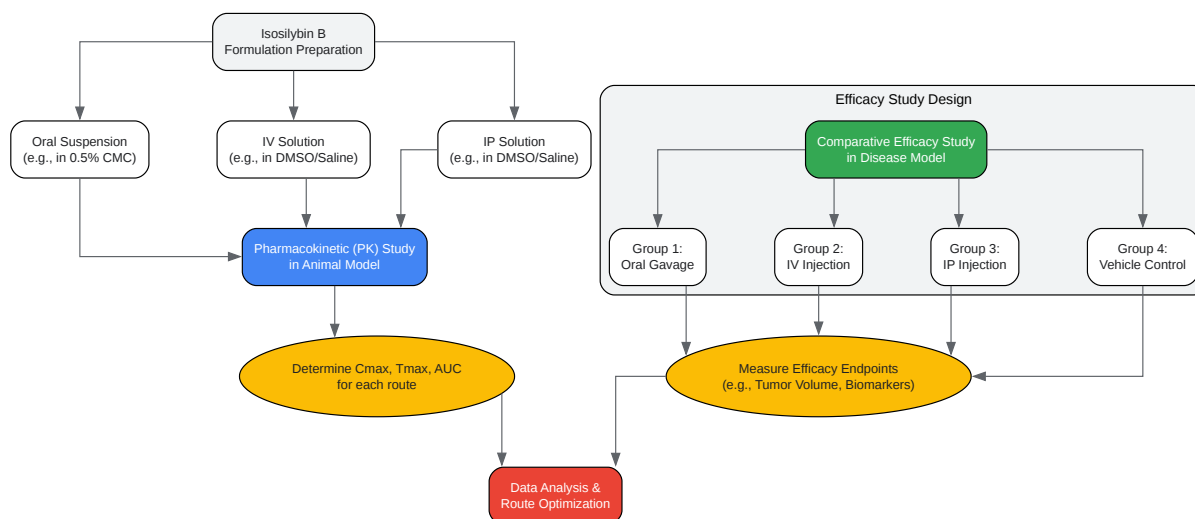 Isosilybin B
Formulation Preparation
Oral Suspension
(e.g., in 0.5% CMC)
IV Solution
(e.g., in DMSO/Saline)
IP Solution
(e.g., in DMSO/Saline)
Pharmacokinetic (PK) Study
in Animal Model
Determine Cmax, Tmax, AUC
for each route
Efficacy Study Design
Comparative Efficacy Study
in Disease Model
Group 1:
Oral Gavage
Group 2:
IV Injection
Group 3:
IP Injection
Group 4:
Vehicle Control
Measure Efficacy Endpoints
(e.g., Tumor Volume, Biomarkers)
Data Analysis &
Route Optimization